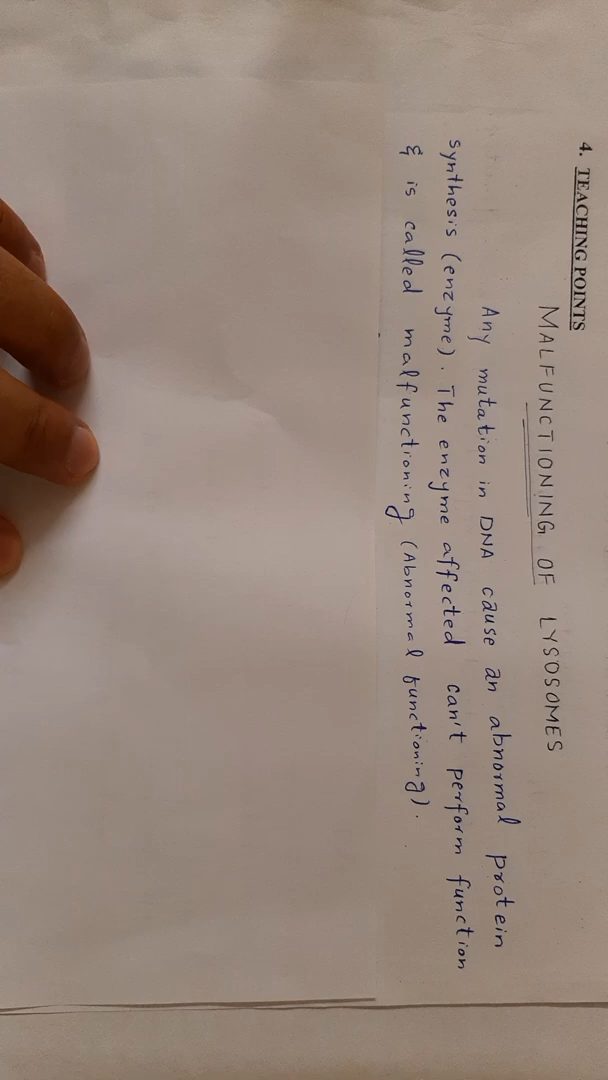 4. TEACHING POINTS
MALFUNCTIONING OF LYSOSOMES
Any mutation in DNA cause an abnormal protein
synthesis (enzyme). The enzyme affected can't perform function
& is called malfunctioning (Abnormal functioning).